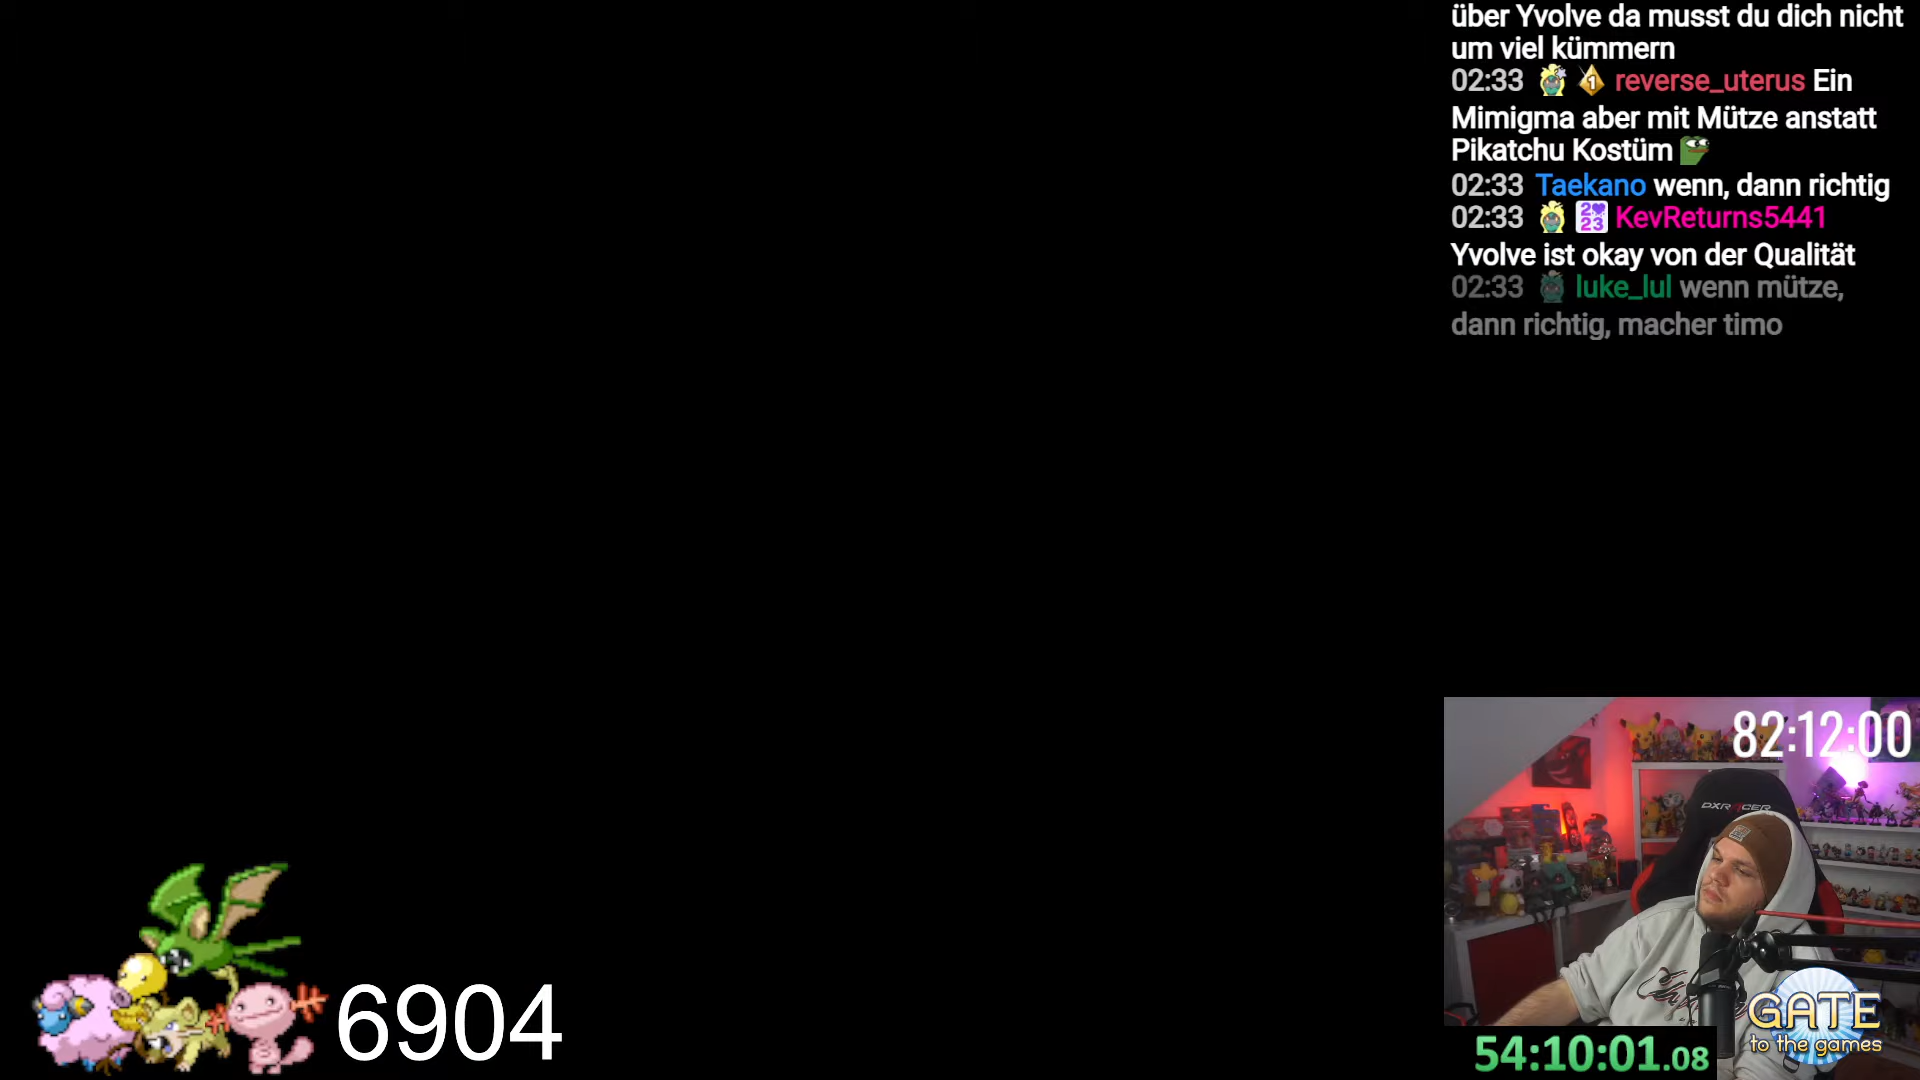 über Yvolve da musst du dich nicht
um viel kümmern
02:33 reverse_uterus Ein
Mimigma aber mit Mütze anstatt
Pikatchu Kostüm
02:33 Taekano wenn, dann richtig
02:33 KevReturns5441
Yvolve ist okay von der Qualität
02:33 luke_lul wenn mütze,
dann richtig, macher timo
82:12:00
DXRACER
6904
GATE
to the games
54:10:01.08